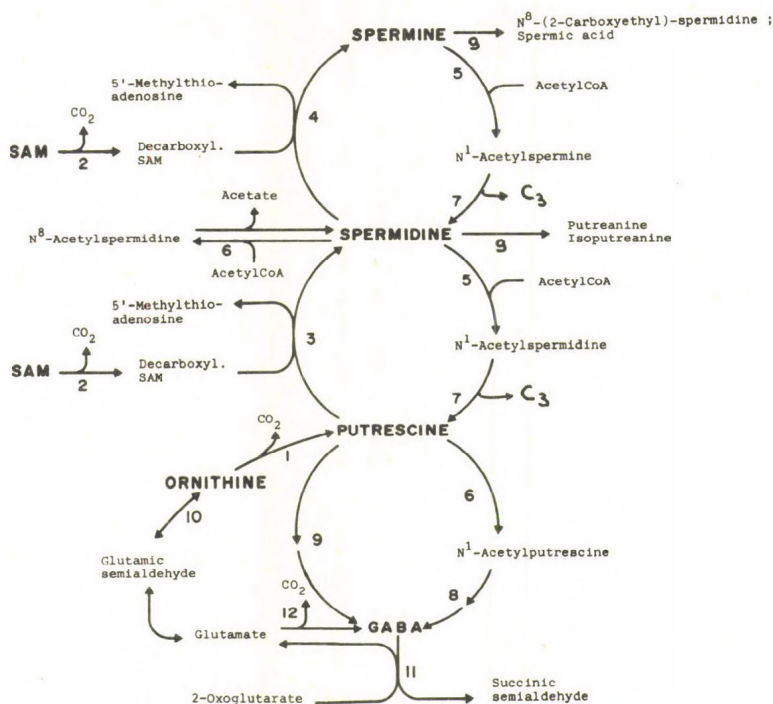 SPERMINE
9
N8-(2-Carboxyethyl)-spermidine ;
Spermic acid
5
AcetylCoA
5'-Methylthio-
adenosine
4
CO2
SAM
2
Decarboxyl.
SAM
N1-Acetylspermine
7
C3
Acetate
N8-Acetylspermidine
6
AcetylCoA
SPERMIDINE
9
Putreanine
Isoputreanine
5
AcetylCoA
5'-Methylthio-
adenosine
3
CO2
SAM
2
Decarboxyl.
SAM
N1-Acetylspermidine
7
C3
PUTRESCINE
CO2
1
ORNITHINE
10
6
9
N1-Acetylputrescine
Glutamic
semialdehyde
CO2
8
12
Glutamate
GABA
11
2-Oxoglutarate
Succinic
semialdehyde